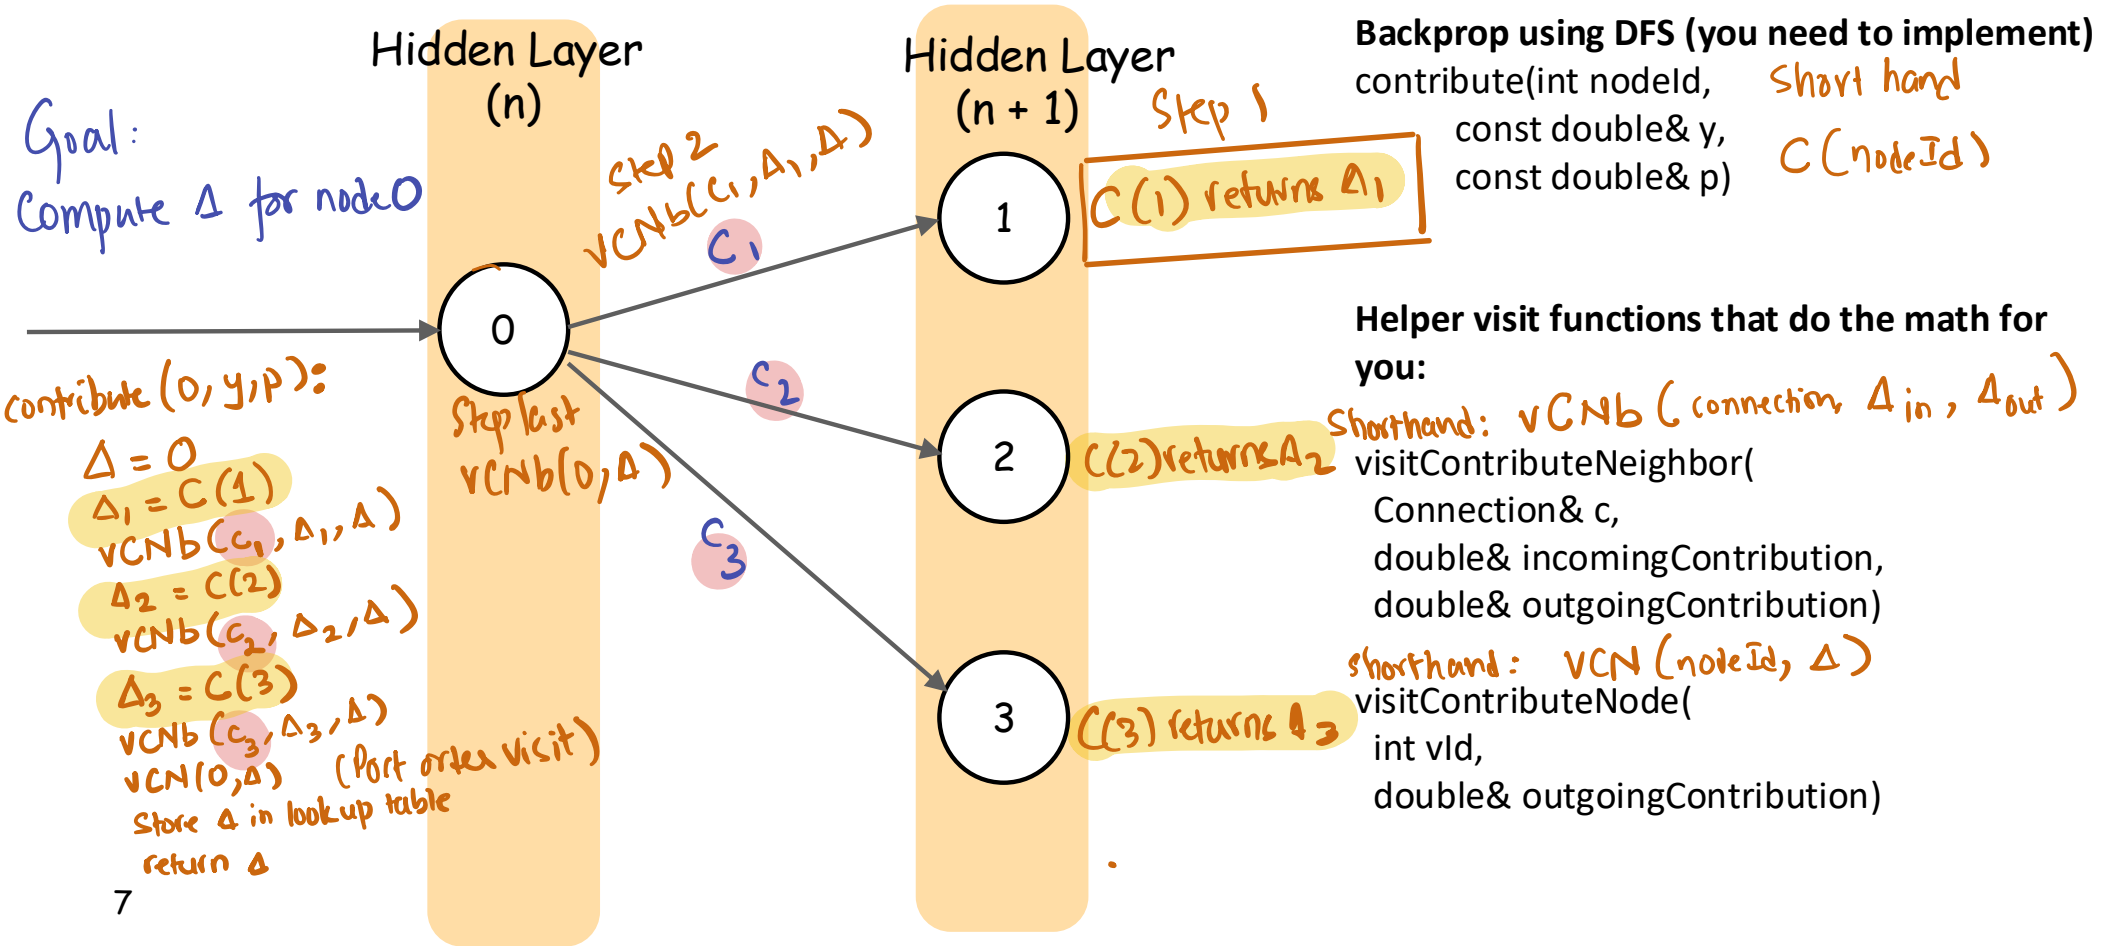 Hidden Layer
(n)
Hidden Layer
(n + 1)
Goal:
Compute Δ for node 0
Step 2
vCNb(c1, Δ1, Δ)
Step 1
C(1) returns Δ1
C1
C2
C3
0
1
2
3
Step last
vCNb(0, Δ)
C(2) returns Δ2
C(3) returns Δ3
contribute (0, y, p):
Δ = 0
Δ1 = C(1)
vCNb(c1, Δ1, Δ)
Δ2 = C(2)
vCNb(c2, Δ2, Δ)
Δ3 = C(3)
vCNb(c3, Δ3, Δ)
vCN(0, Δ) (Post order visit)
Store Δ in lookup table
return Δ
7
Backprop using DFS (you need to implement)
contribute(int nodeId,
const double& y,
const double& p)
Short hand
C(nodeId)
Helper visit functions that do the math for
you:
Shorthand: vCNb(connection, Δin, Δout)
visitContributeNeighbor(
Connection& c,
double& incomingContribution,
double& outgoingContribution)
shorthand: vCN(nodeId, Δ)
visitContributeNode(
int vId,
double& outgoingContribution)